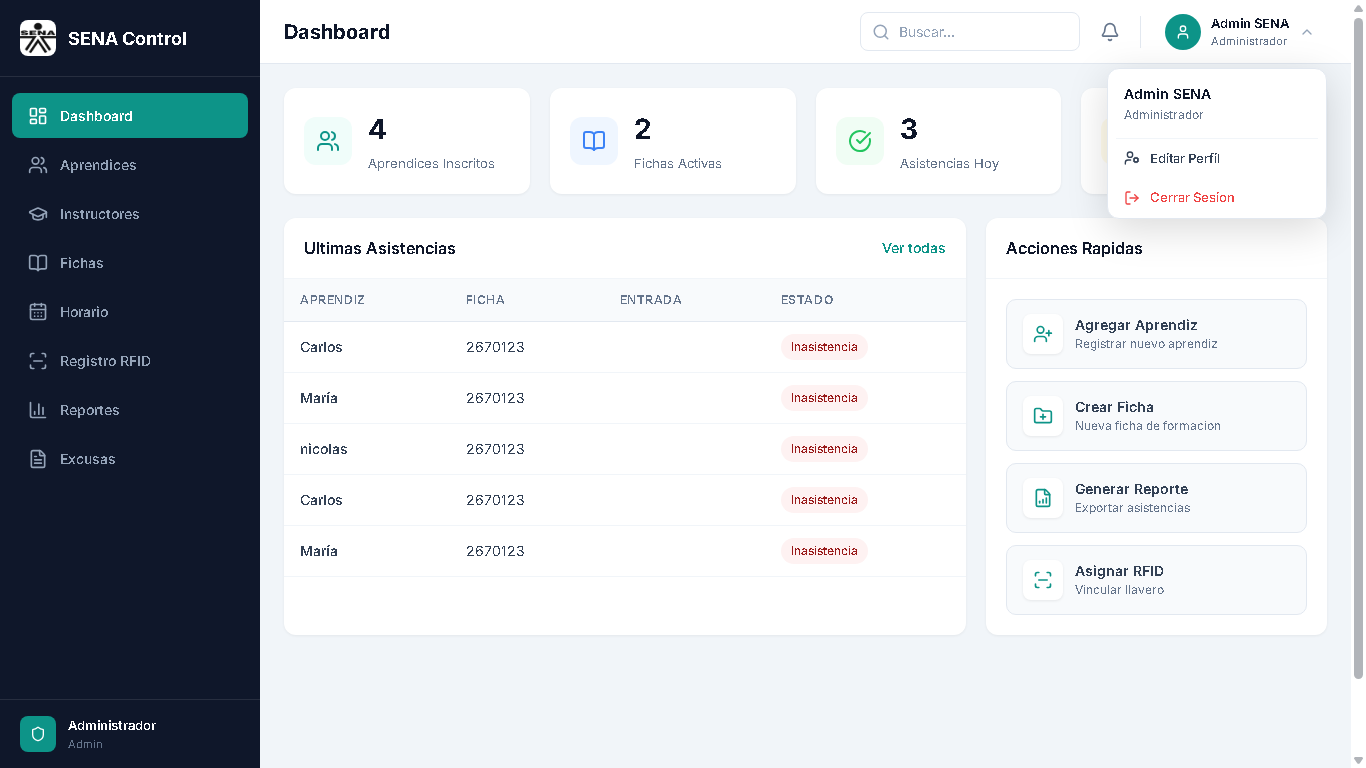 SENA
SENA Control
Dashboard
Aprendices
Instructores
Fichas
Horario
Registro RFID
Reportes
Excusas
Administrador
Admin
Dashboard
Buscar...
Admin SENA
Administrador
Admin SENA
Administrador
Editar Perfil
Cerrar Sesion
4
Aprendices Inscritos
2
Fichas Activas
3
Asistencias Hoy
Ultimas Asistencias
Ver todas
APRENDIZ FICHA ENTRADA ESTADO
Carlos 2670123 Inasistencia
María 2670123 Inasistencia
nicolas 2670123 Inasistencia
Carlos 2670123 Inasistencia
María 2670123 Inasistencia
Acciones Rapidas
Agregar Aprendiz
Registrar nuevo aprendiz
Crear Ficha
Nueva ficha de formacion
Generar Reporte
Exportar asistencias
Asignar RFID
Vincular llavero